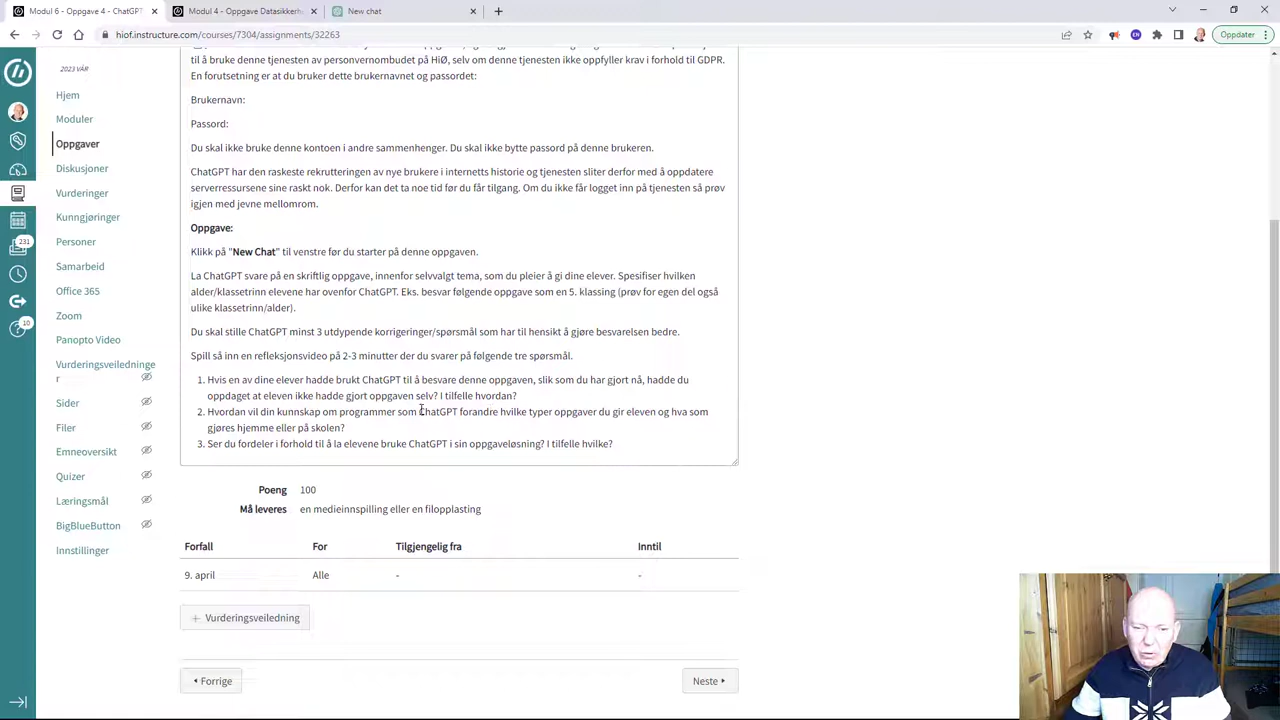 Modul 6 - Oppgave 4 - ChatGPT
Modul 4 - Oppgave Datasikkerh
New chat
hiof.instructure.com/courses/7304/assignments/32263
Oppdater
2023 VÅR
Hjem
Moduler
Oppgaver
Diskusjoner
Vurderinger
Kunngjøringer
Personer
Samarbeid
Office 365
Zoom
Panopto Video
Vurderingsveiledninge
r
Sider
Filer
Emneoversikt
Quizer
Læringsmål
BigBlueButton
Innstillinger
231
10
til å bruke denne tjenesten av personvernombudet på HiØ, selv om denne tjenesten ikke oppfyller krav i forhold til GDPR.
En forutsetning er at du bruker dette brukernavnet og passordet:
Brukernavn:
Passord:
Du skal ikke bruke denne kontoen i andre sammenhenger. Du skal ikke bytte passord på denne brukeren.
ChatGPT har den raskeste rekrutteringen av nye brukere i internetts historie og tjenesten sliter derfor med å oppdatere
serverressursene sine raskt nok. Derfor kan det ta noe tid før du får tilgang. Om du ikke får logget inn på tjenesten så prøv
igjen med jevne mellomrom.
Oppgave:
Klikk på "New Chat" til venstre før du starter på denne oppgaven.
La ChatGPT svare på en skriftlig oppgave, innenfor selvvalgt tema, som du pleier å gi dine elever. Spesifiser hvilken
alder/klassetrinn elevene har ovenfor ChatGPT. Eks. besvar følgende oppgave som en 5. klassing (prøv for egen del også
ulike klassetrinn/alder).
Du skal stille ChatGPT minst 3 utdypende korrigeringer/spørsmål som har til hensikt å gjøre besvarelsen bedre.
Spill så inn en refleksjonsvideo på 2-3 minutter der du svarer på følgende tre spørsmål.
1. Hvis en av dine elever hadde brukt ChatGPT til å besvare denne oppgaven, slik som du har gjort nå, hadde du
oppdaget at eleven ikke hadde gjort oppgaven selv? I tilfelle hvordan?
2. Hvordan vil din kunnskap om programmer som ChatGPT forandre hvilke typer oppgaver du gir eleven og hva som
gjøres hjemme eller på skolen?
3. Ser du fordeler i forhold til å la elevene bruke ChatGPT i sin oppgaveløsning? I tilfelle hvilke?
Poeng 100
Må leveres en medieinnspilling eller en filopplasting
Forfall For Tilgjengelig fra Inntil
9. april Alle - -
+ Vurderingsveiledning
Forrige
Neste